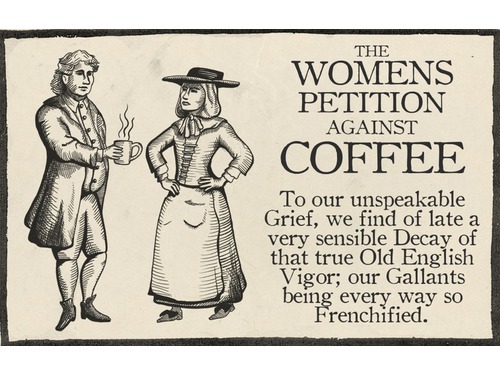 THE
WOMENS
PETITION
AGAINST
COFFEE
To our unspeakable
Grief, we find of late a
very sensible Decay of
that true Old English
Vigor; our Gallants
being every way so
Frenchified.